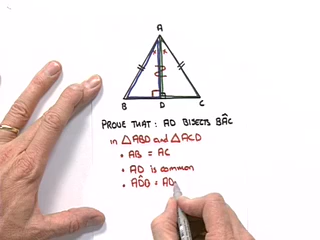 A
x x
B D C
PROVE THAT : AD BISECTS BÂC
in △ABD and △ACD
• AB = AC
• AD is common
• AD̂B = AD